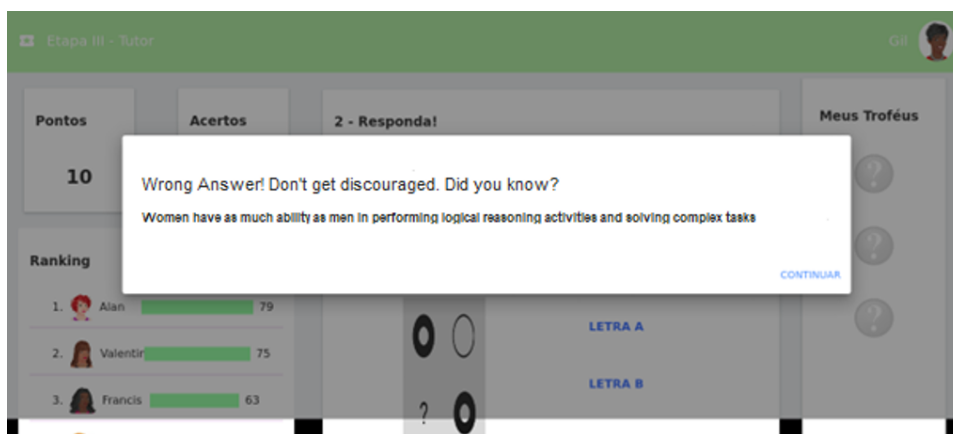 Etapa III - Tutor
Gil
Pontos
Acertos
2 - Responda!
Meus Troféus
10
Wrong Answer! Don't get discouraged. Did you know?
Women have as much ability as men in performing logical reasoning activities and solving complex tasks
CONTINUAR
Ranking
1. Alan 79
2. Valentir 75
3. Francis 63
LETRA A
LETRA B
?
?
?
?